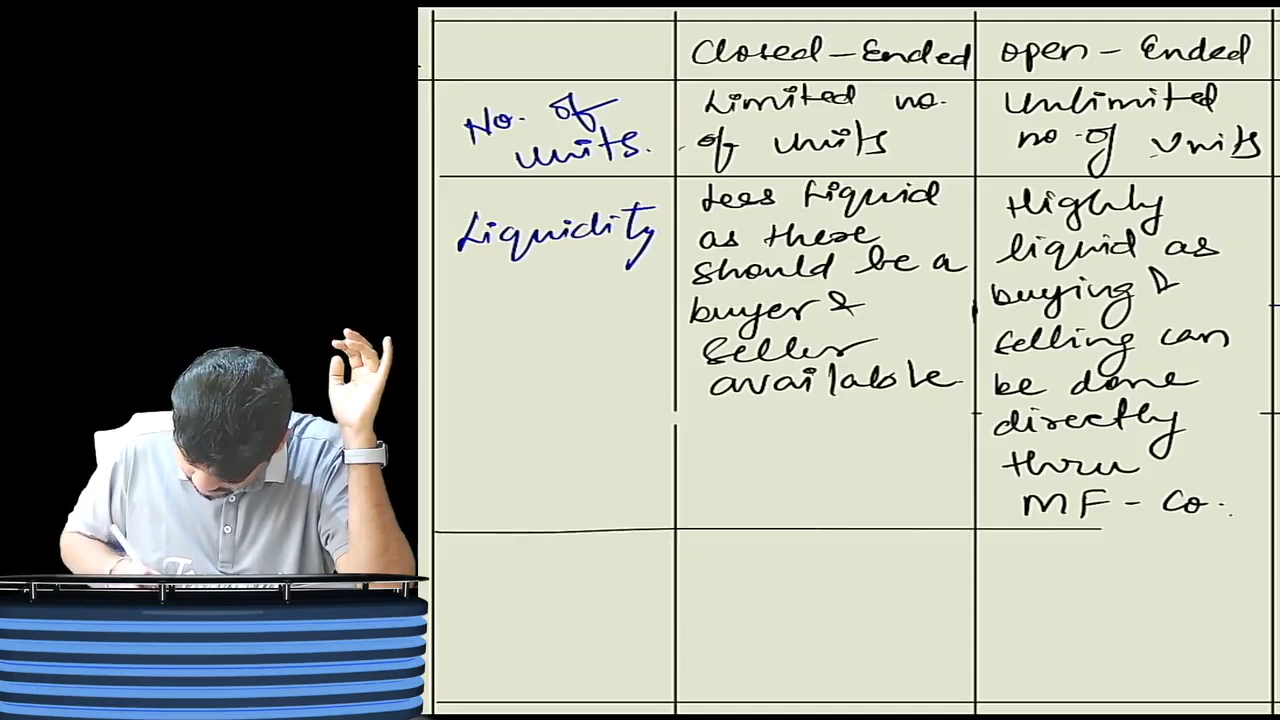 Closed-Ended
open-Ended
No. of
units.
Limited no.
of units
Unlimited
no. of units
Liquidity
Less Liquid
as there
should be a
buyer &
seller
available.
Highly
liquid as
buying &
selling can
be done
directly
thru
MF-Co.